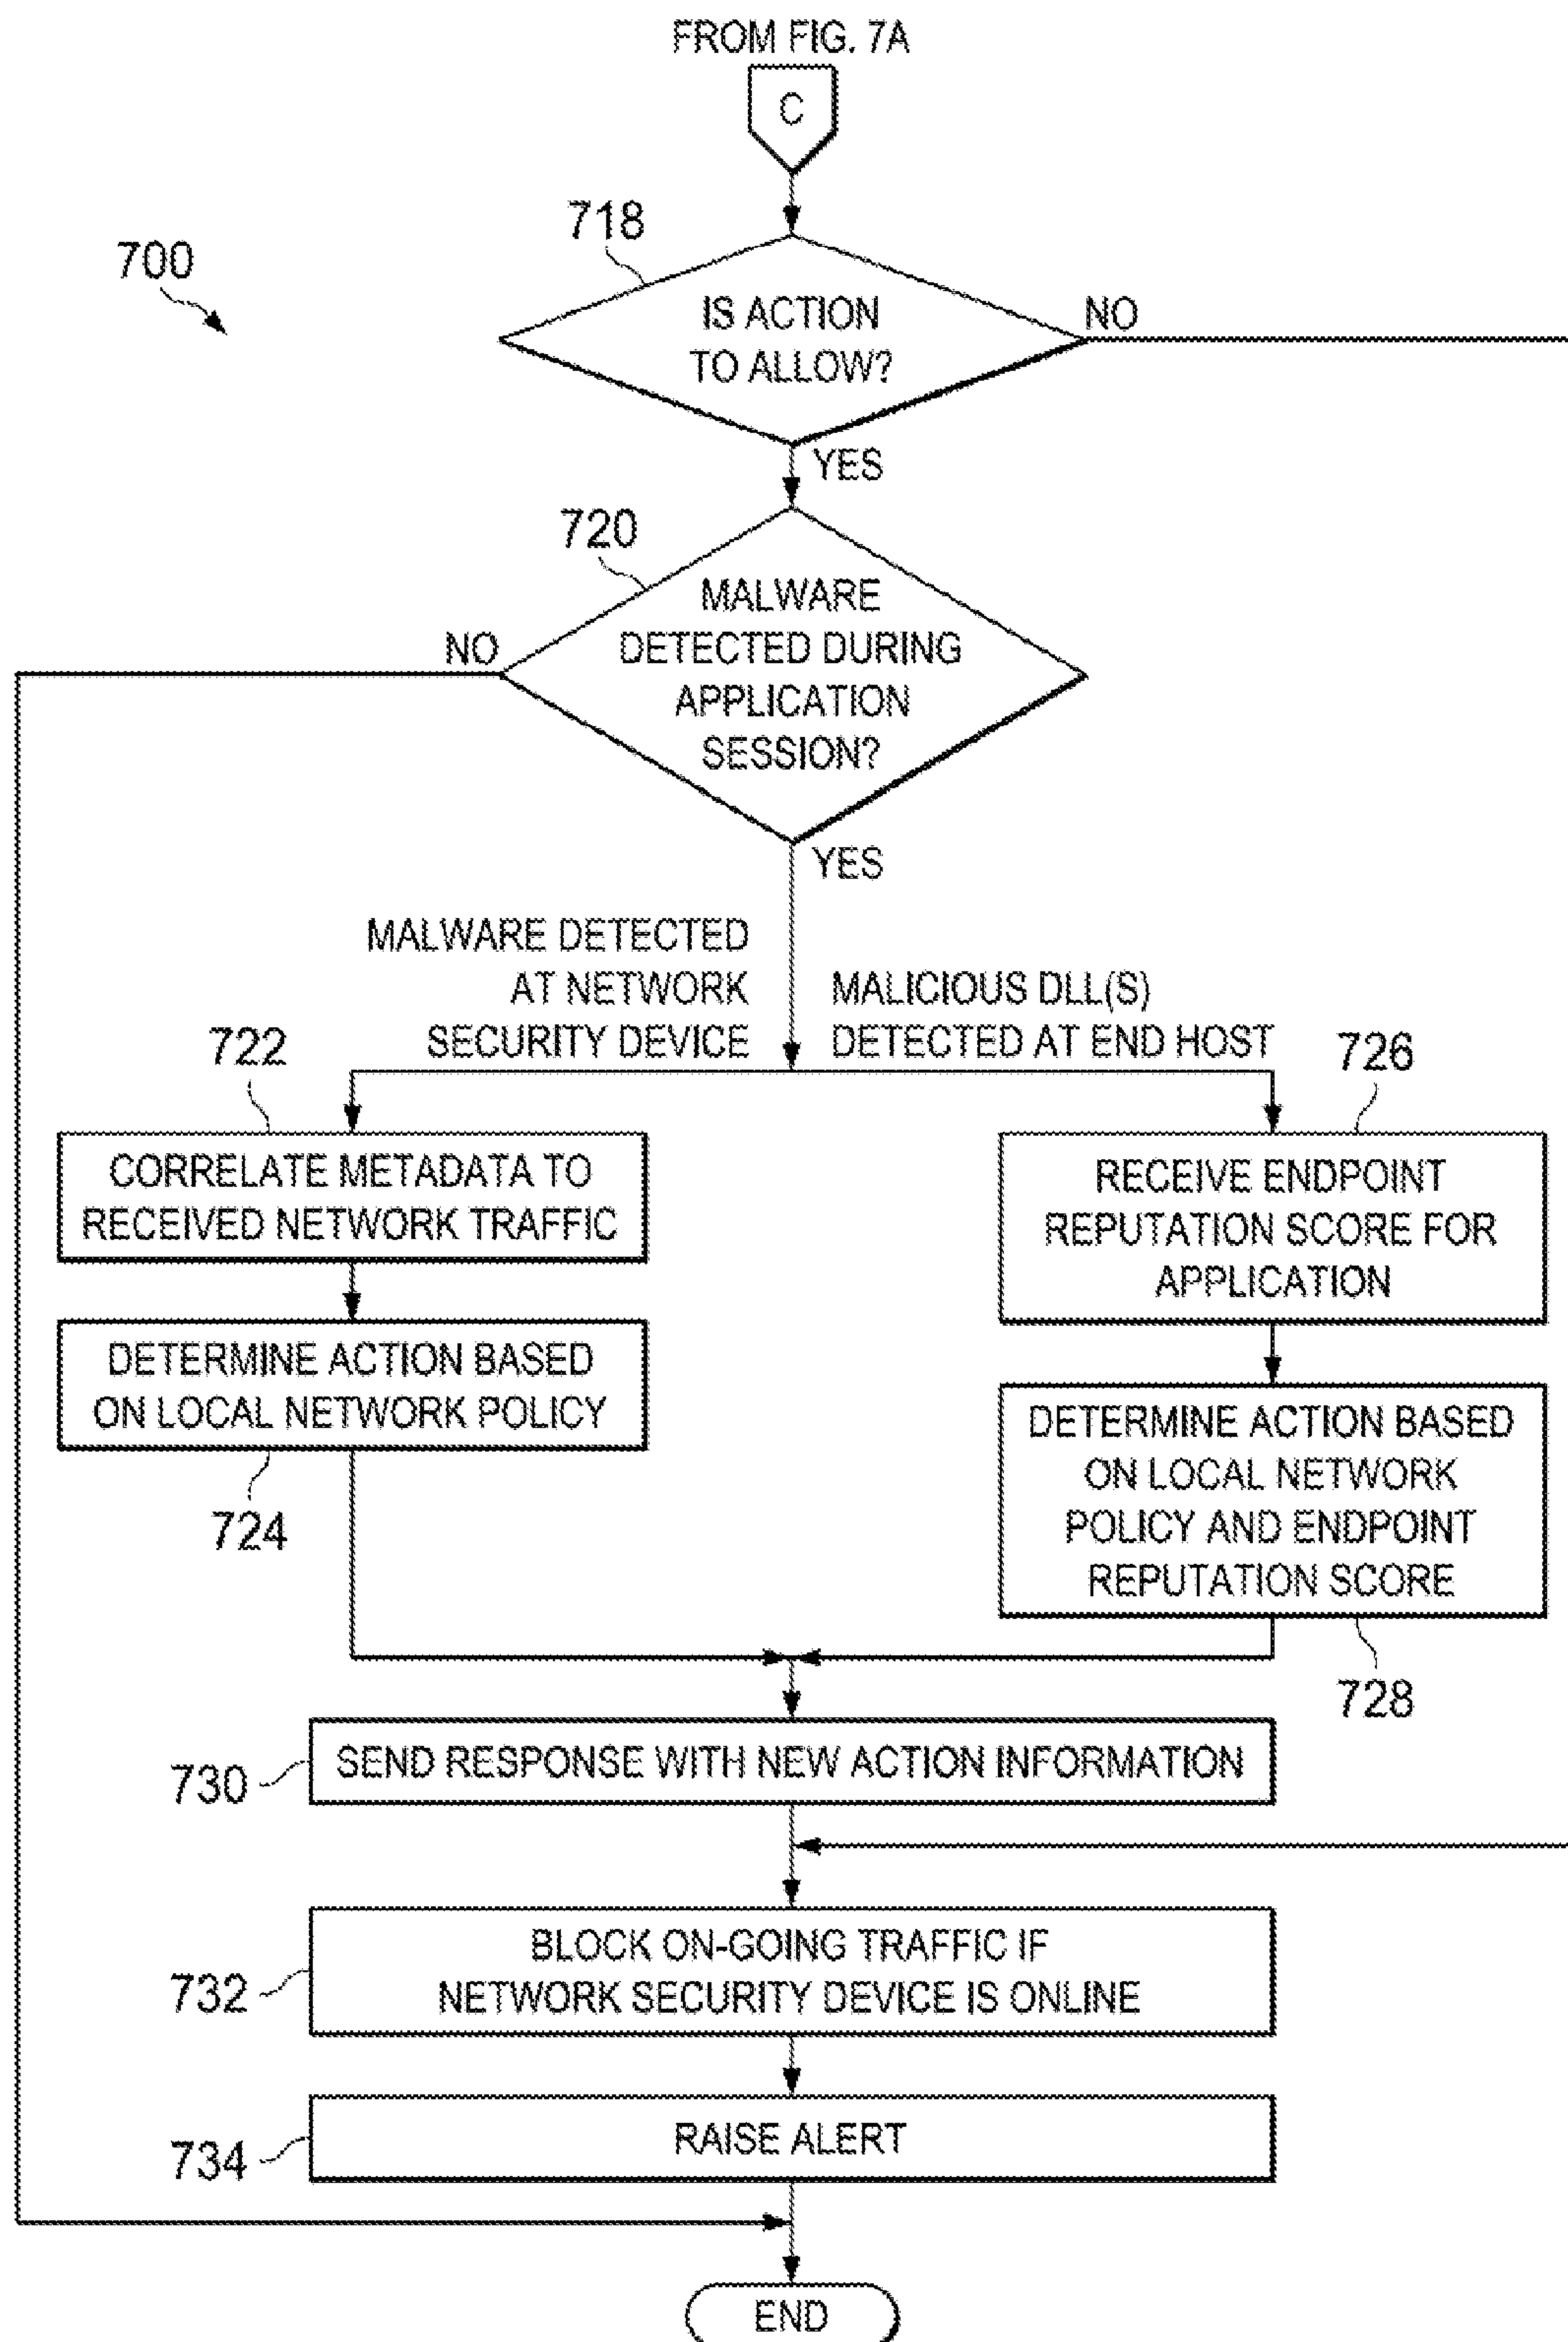 FROM FIG. 7A
C
718
700
IS ACTION
TO ALLOW?
NO
YES
720
MALWARE
DETECTED DURING
APPLICATION
SESSION?
NO
YES
MALWARE DETECTED
AT NETWORK
SECURITY DEVICE
MALICIOUS DLL(S)
DETECTED AT END HOST
722
726
CORRELATE METADATA TO
RECEIVED NETWORK TRAFFIC
RECEIVE ENDPOINT
REPUTATION SCORE FOR
APPLICATION
DETERMINE ACTION BASED
ON LOCAL NETWORK POLICY
724
DETERMINE ACTION BASED
ON LOCAL NETWORK
POLICY AND ENDPOINT
REPUTATION SCORE
728
730
SEND RESPONSE WITH NEW ACTION INFORMATION
732
BLOCK ON-GOING TRAFFIC IF
NETWORK SECURITY DEVICE IS ONLINE
734
RAISE ALERT
END